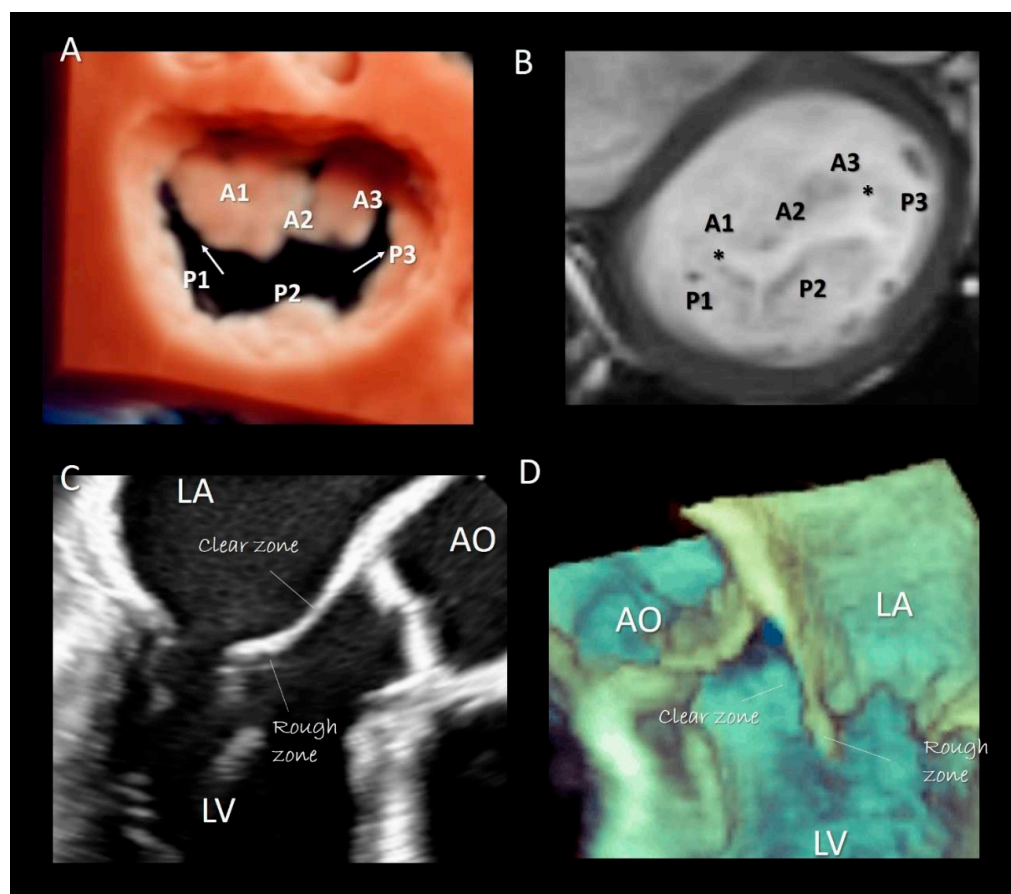 A
A1
A2
A3
P1
P2
P3
B
A1
*
A2
A3
*
P1
P2
P3
C
LA
Clear zone
AO
Rough
zone
LV
D
AO
LA
Clear zone
Rough
zone
LV